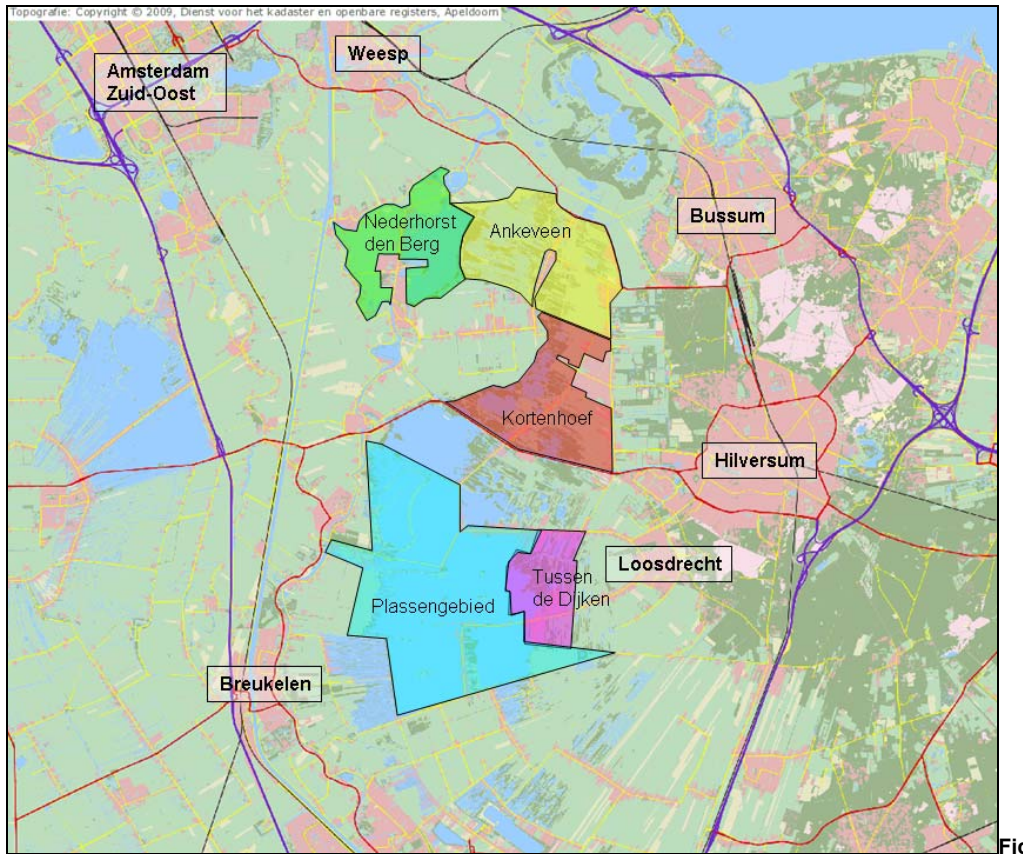 Topografie: Copyright © 2009, Dienst voor het kadaster en openbare registers, Apeldoorn
Weesp
Amsterdam
Zuid-Oost
Nederhorst
den Berg
Ankeveen
Bussum
Kortenhoef
Hilversum
Loosdrecht
Tussen
de Dijken
Plassengebied
Breukelen